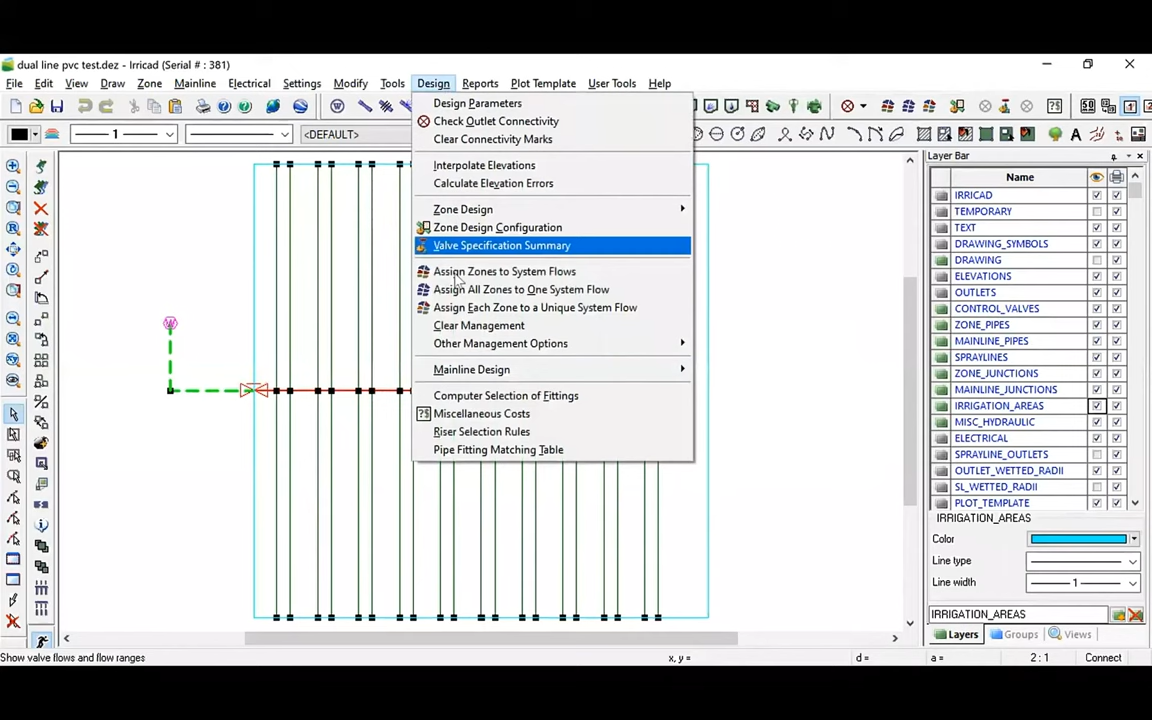 dual line pvc test.dez - Irricad (Serial # : 381)
File Edit View Draw Zone Mainline Electrical Settings Modify Tools Design Reports Plot Template User Tools Help
1 <DEFAULT>
Design Parameters
Check Outlet Connectivity
Clear Connectivity Marks
Interpolate Elevations
Calculate Elevation Errors
Zone Design
Zone Design Configuration
Valve Specification Summary
Assign Zones to System Flows
Assign All Zones to One System Flow
Assign Each Zone to a Unique System Flow
Clear Management
Other Management Options
Mainline Design
Computer Selection of Fittings
Miscellaneous Costs
Riser Selection Rules
Pipe Fitting Matching Table
Layer Bar
Name
IRRICAD
TEMPORARY
TEXT
DRAWING_SYMBOLS
DRAWING
ELEVATIONS
OUTLETS
CONTROL_VALVES
ZONE_PIPES
MAINLINE_PIPES
SPRAYLINES
ZONE_JUNCTIONS
MAINLINE_JUNCTIONS
IRRIGATION_AREAS
MISC_HYDRAULIC
ELECTRICAL
SPRAYLINE_OUTLETS
OUTLET_WETTED_RADII
SL_WETTED_RADII
PLOT_TEMPLATE
IRRIGATION_AREAS
Color
Line type
Line width 1
IRRIGATION_AREAS
Layers Groups Views
Show valve flows and flow ranges x, y = d = a = 2 : 1 Connect